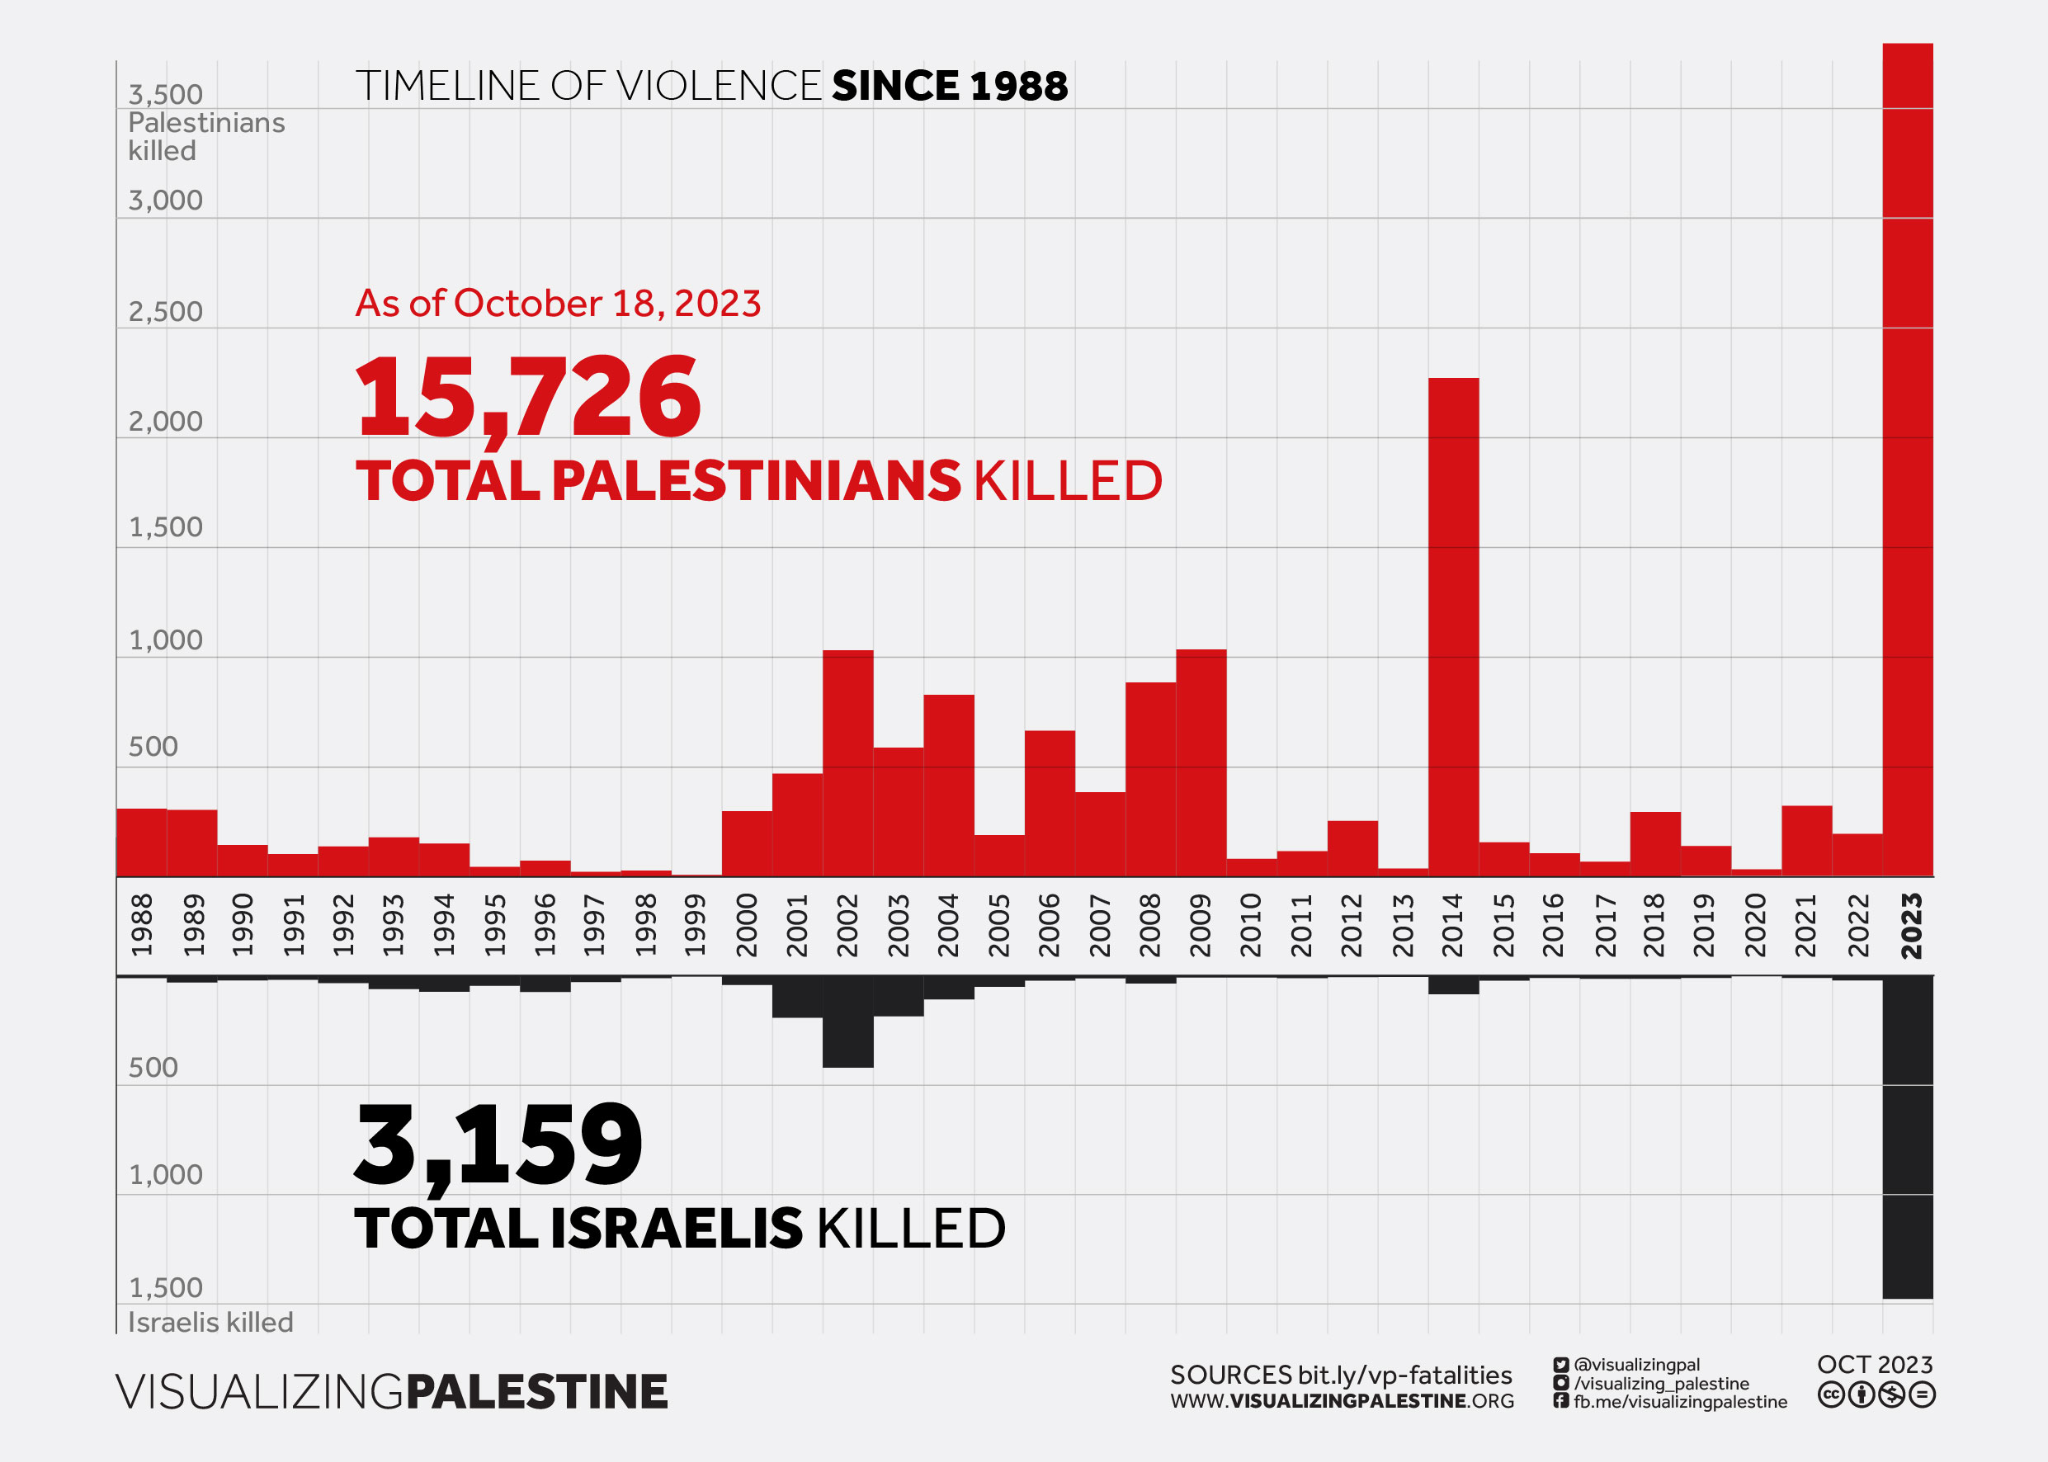 TIMELINE OF VIOLENCE SINCE 1988
3,500
Palestinians
killed
3,000
As of October 18, 2023
2,500
15,726
2,000
TOTAL PALESTINIANS KILLED
1,500
1,000
500
1988 1989 1990 1991 1992 1993 1994 1995 1996 1997 1998 1999 2000 2001 2002 2003 2004 2005 2006 2007 2008 2009 2010 2011 2012 2013 2014 2015 2016 2017 2018 2019 2020 2021 2022 2023
500
3,159
1,000
TOTAL ISRAELIS KILLED
1,500
Israelis killed
VISUALIZINGPALESTINE
SOURCES bit.ly/vp-fatalities
WWW.VISUALIZINGPALESTINE.ORG
@visualizingpal
/visualizing_palestine
fb.me/visualizingpalestine
OCT 2023
cc